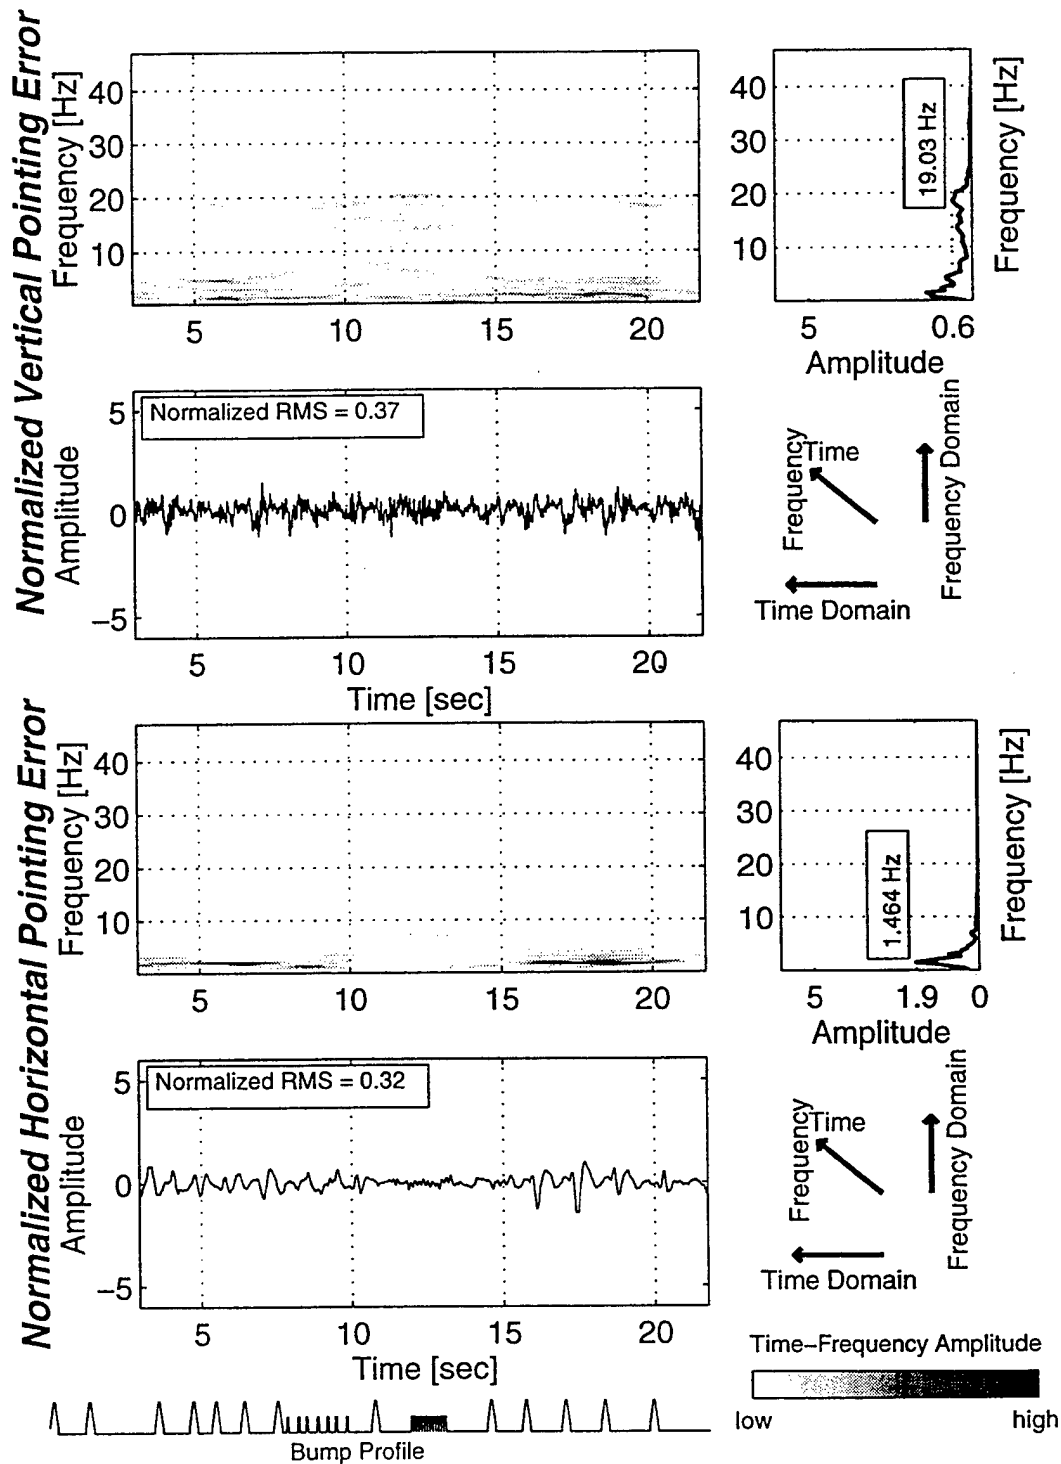 Normalized Vertical Pointing Error
Frequency [Hz]
40
30
20
10
5
10
15
20
19.03 Hz
40
30
20
10
Frequency [Hz]
5
0.6
Amplitude
Normalized RMS = 0.37
Amplitude
5
0
−5
5
10
15
20
Time [sec]
Frequency
Time
Frequency Domain
Time Domain
Normalized Horizontal Pointing Error
Frequency [Hz]
40
30
20
10
5
10
15
20
1.464 Hz
40
30
20
10
Frequency [Hz]
5
1.9
0
Amplitude
Normalized RMS = 0.32
Amplitude
5
0
−5
5
10
15
20
Time [sec]
Frequency
Time
Frequency Domain
Time Domain
Time−Frequency Amplitude
low
high
Bump Profile